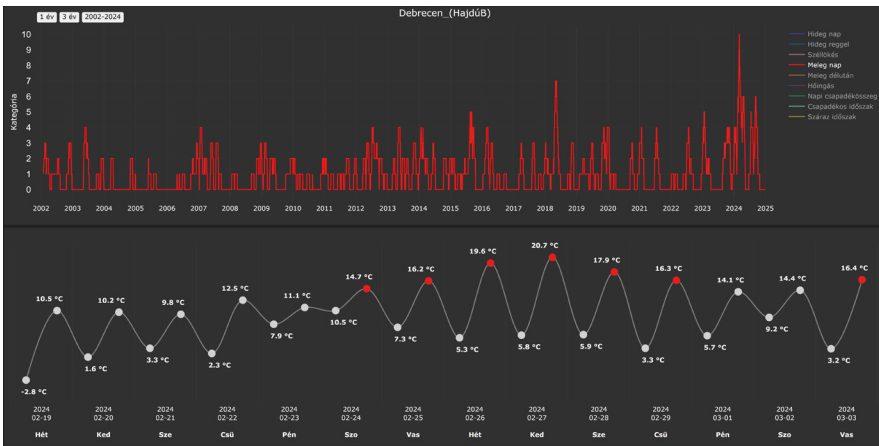 Debrecen_(HajdúB)
1 év 3 év 2002-2024
Kategória
10
9
8
7
6
5
4
3
2
1
0
2002 2003 2004 2005 2006 2007 2008 2009 2010 2011 2012 2013 2014 2015 2016 2017 2018 2019 2020 2021 2022 2023 2024 2025
Hideg nap
Hideg reggel
Széllökés
Meleg nap
Meleg délután
Hőingás
Napi csapadékösszeg
Csapadékos időszak
Száraz időszak
10.5 °C 10.2 °C 9.8 °C 12.5 °C 11.1 °C 14.7 °C 16.2 °C 19.6 °C 20.7 °C 17.9 °C 16.3 °C 14.1 °C 14.4 °C 16.4 °C
-2.8 °C 1.6 °C 3.3 °C 2.3 °C 7.9 °C 10.5 °C 7.3 °C 5.3 °C 5.8 °C 5.9 °C 3.3 °C 5.7 °C 9.2 °C 3.2 °C
2024 2024 2024 2024 2024 2024 2024 2024 2024 2024 2024 2024 2024 2024
02-19 02-20 02-21 02-22 02-23 02-24 02-25 02-26 02-27 02-28 02-29 03-01 03-02 03-03
Hét Ked Sze Csü Pén Szo Vas Hét Ked Sze Csü Pén Szo Vas